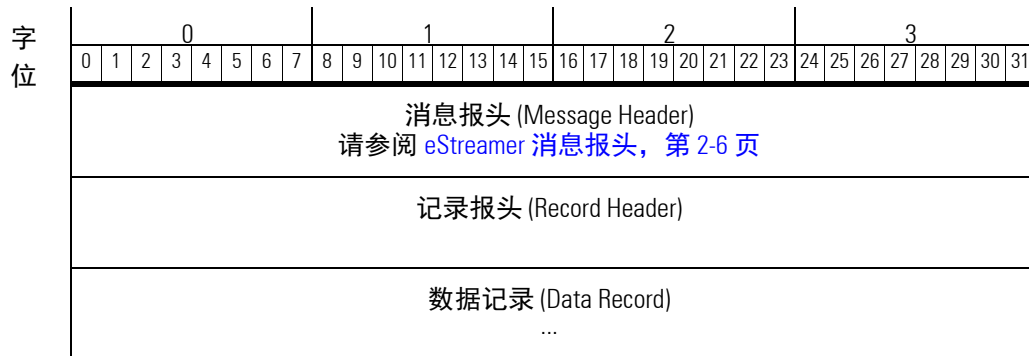 字 0 1 2 3
位 0 1 2 3 4 5 6 7 8 9 10 11 12 13 14 15 16 17 18 19 20 21 22 23 24 25 26 27 28 29 30 31
消息报头 (Message Header)
请参阅 eStreamer 消息报头，第 2-6 页
记录报头 (Record Header)
数据记录 (Data Record)
...